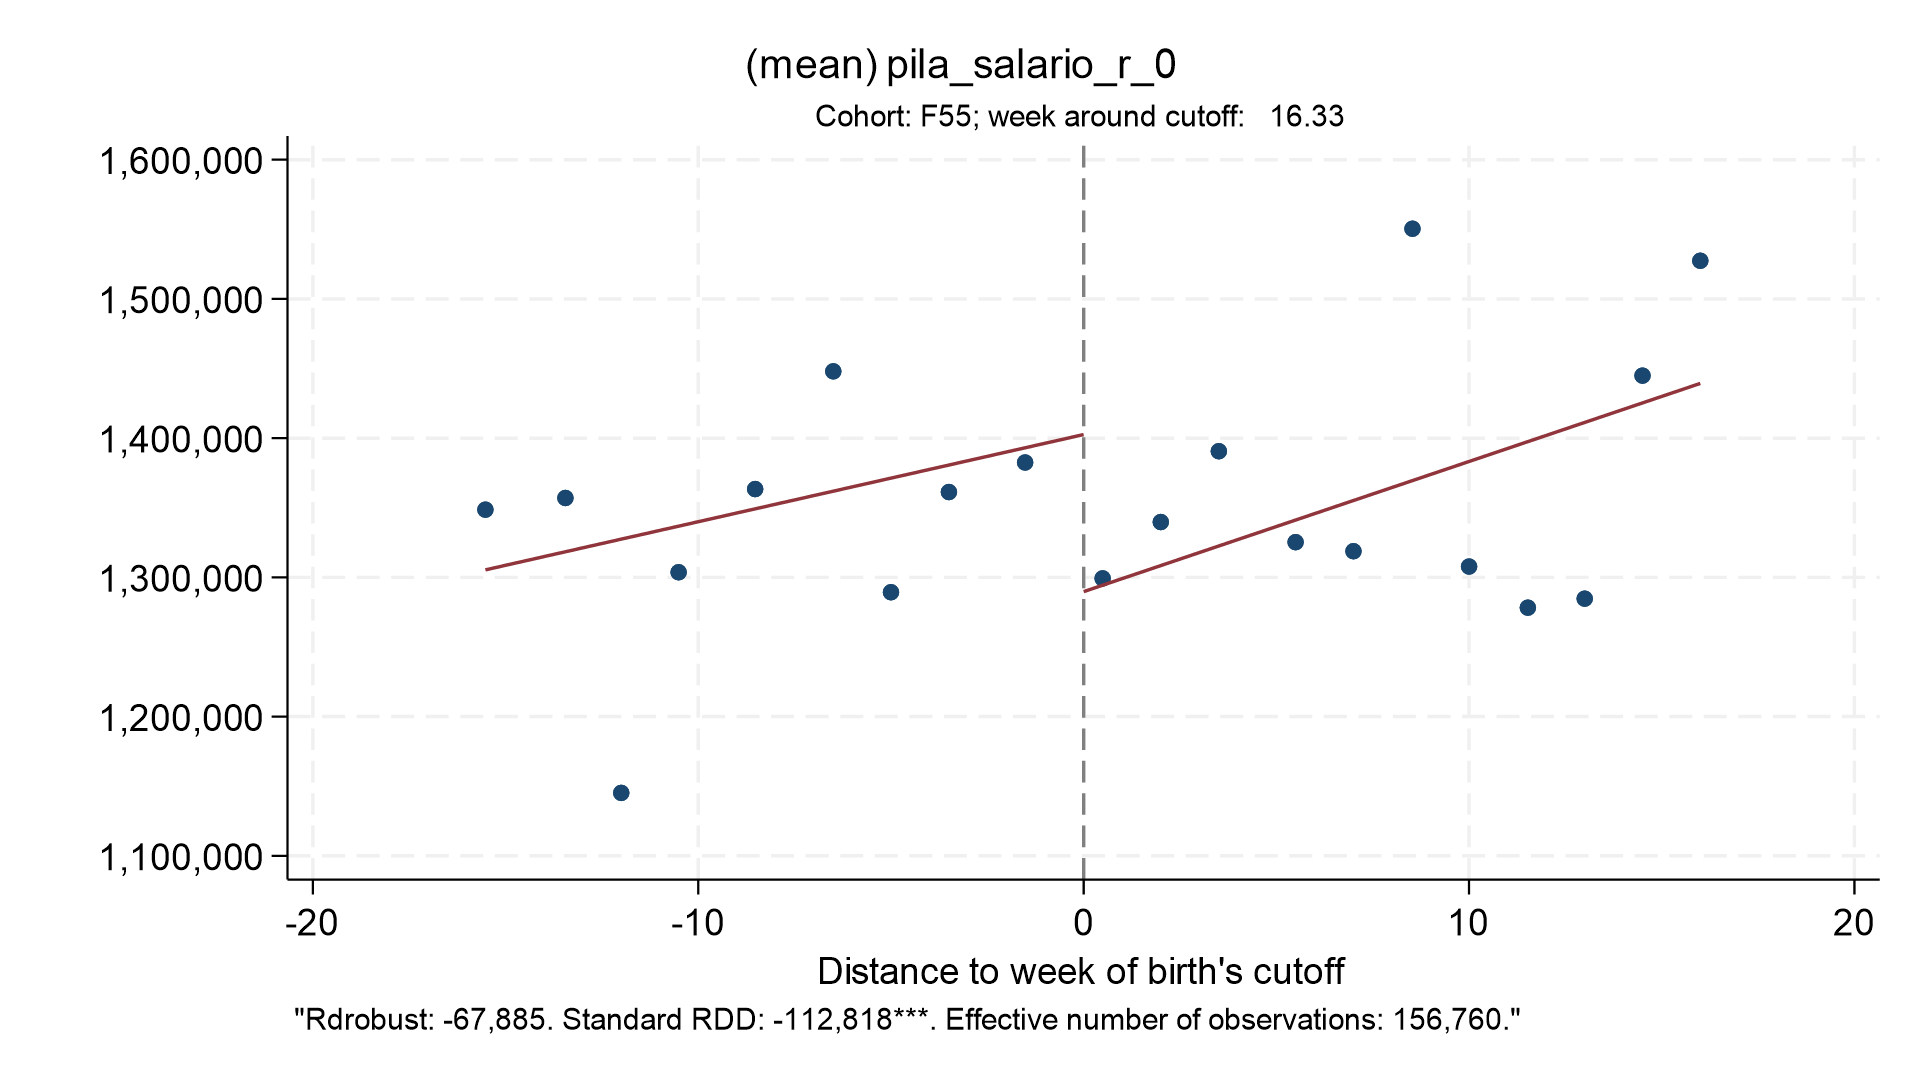 (mean) pila_salario_r_0
Cohort: F55; week around cutoff: 16.33
1,600,000
1,500,000
1,400,000
1,300,000
1,200,000
1,100,000
-20 -10 0 10 20
Distance to week of birth's cutoff
"Rdrobust: -67,885. Standard RDD: -112,818***. Effective number of observations: 156,760."